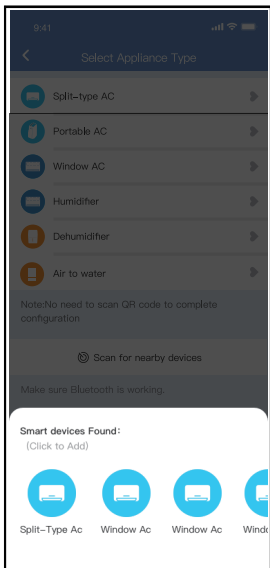 9:41
Select Appliance Type
Split-type AC
Portable AC
Window AC
Humidifier
Dehumidifier
Air to water
Note:No need to scan QR code to complete
configuration
Scan for nearby devices
Make sure Bluetooth is working.
Smart devices Found:
(Click to Add)
Split-Type Ac Window Ac Window Ac Windo